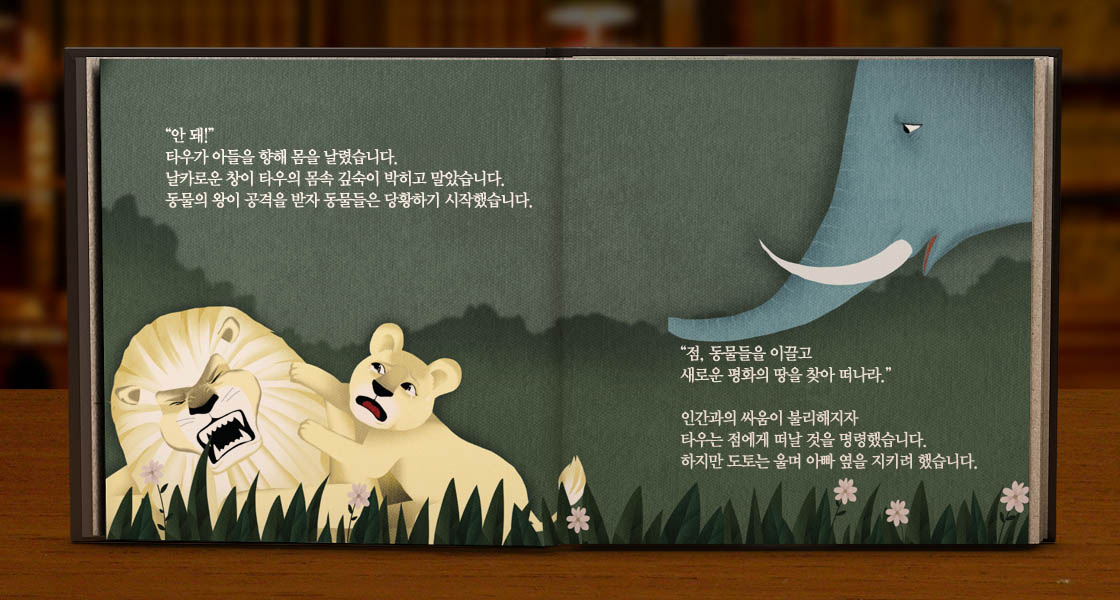 “안 돼!”
타우가 아들을 향해 몸을 날렸습니다.
날카로운 창이 타우의 몸속 깊숙이 박히고 말았습니다.
동물의 왕이 공격을 받자 동물들은 당황하기 시작했습니다.
“점, 동물들을 이끌고
새로운 평화의 땅을 찾아 떠나라.”
인간과의 싸움이 불리해지자
타우는 점에게 떠날 것을 명령했습니다.
하지만 도토는 울며 아빠 옆을 지키려 했습니다.